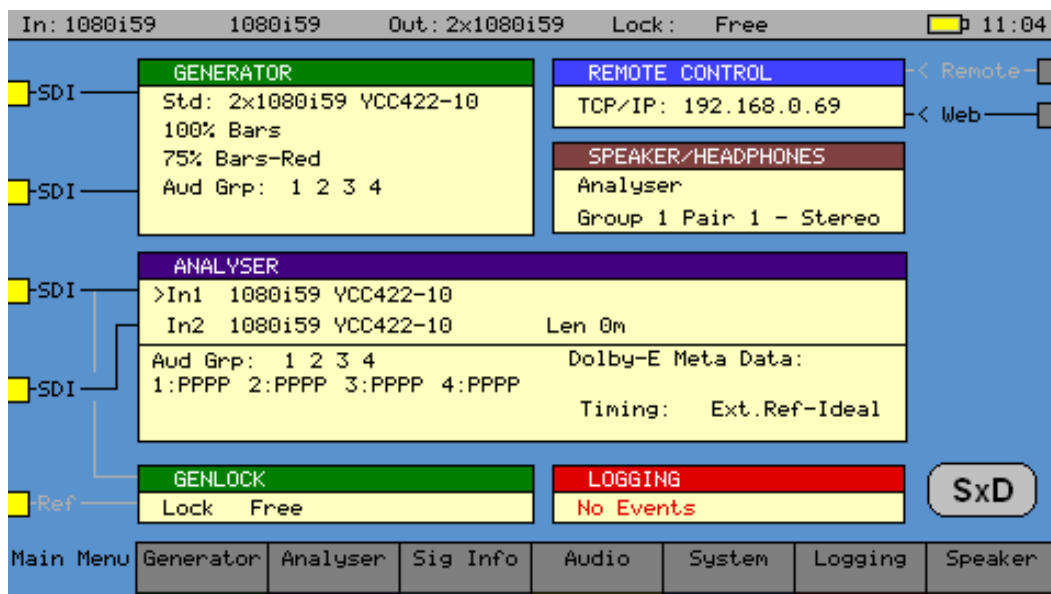 In: 1080i59 1080i59 Out: 2x1080i59 Lock: Free 11:04
GENERATOR
Std: 2x1080i59 YCC422-10
100% Bars
75% Bars-Red
Aud Grp: 1 2 3 4
REMOTE CONTROL
TCP/IP: 192.168.0.69
< Remote
< Web
SPEAKER/HEADPHONES
Analyser
Group 1 Pair 1 - Stereo
SDI
SDI
SDI
SDI
Ref
ANALYSER
>In1 1080i59 YCC422-10
In2 1080i59 YCC422-10 Len 0m
Aud Grp: 1 2 3 4 Dolby-E Meta Data:
1:PPPP 2:PPPP 3:PPPP 4:PPPP
Timing: Ext.Ref-Ideal
GENLOCK
Lock Free
LOGGING
No Events
SxD
Main Menu Generator Analyser Sig Info Audio System Logging Speaker